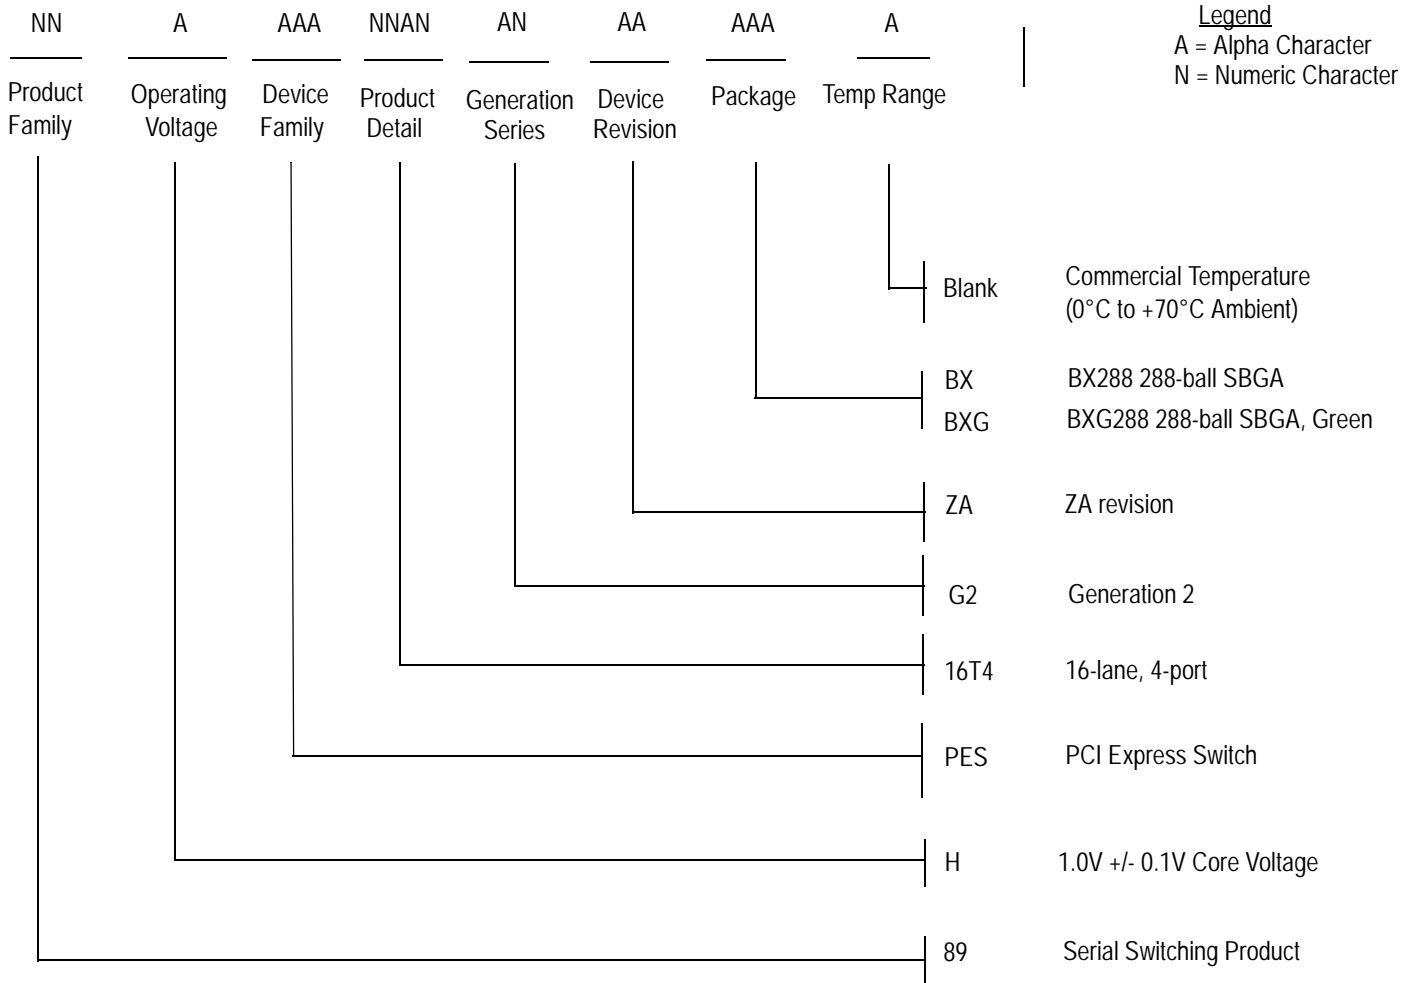 NN A AAA NNAN AN AA AAA A
Legend
A = Alpha Character
N = Numeric Character
Product Family
Operating Voltage
Device Family
Product Detail
Generation Series
Device Revision
Package
Temp Range
Blank Commercial Temperature
(0°C to +70°C Ambient)
BX BX288 288-ball SBGA
BXG BXG288 288-ball SBGA, Green
ZA ZA revision
G2 Generation 2
16T4 16-lane, 4-port
PES PCI Express Switch
H 1.0V +/- 0.1V Core Voltage
89 Serial Switching Product